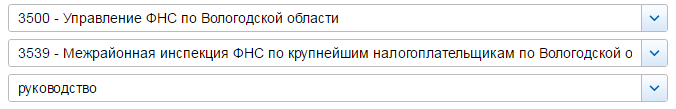 3500 - Управление ФНС по Вологодской области
3539 - Межрайонная инспекция ФНС по крупнейшим налогоплательщикам по Вологодской о
руководство